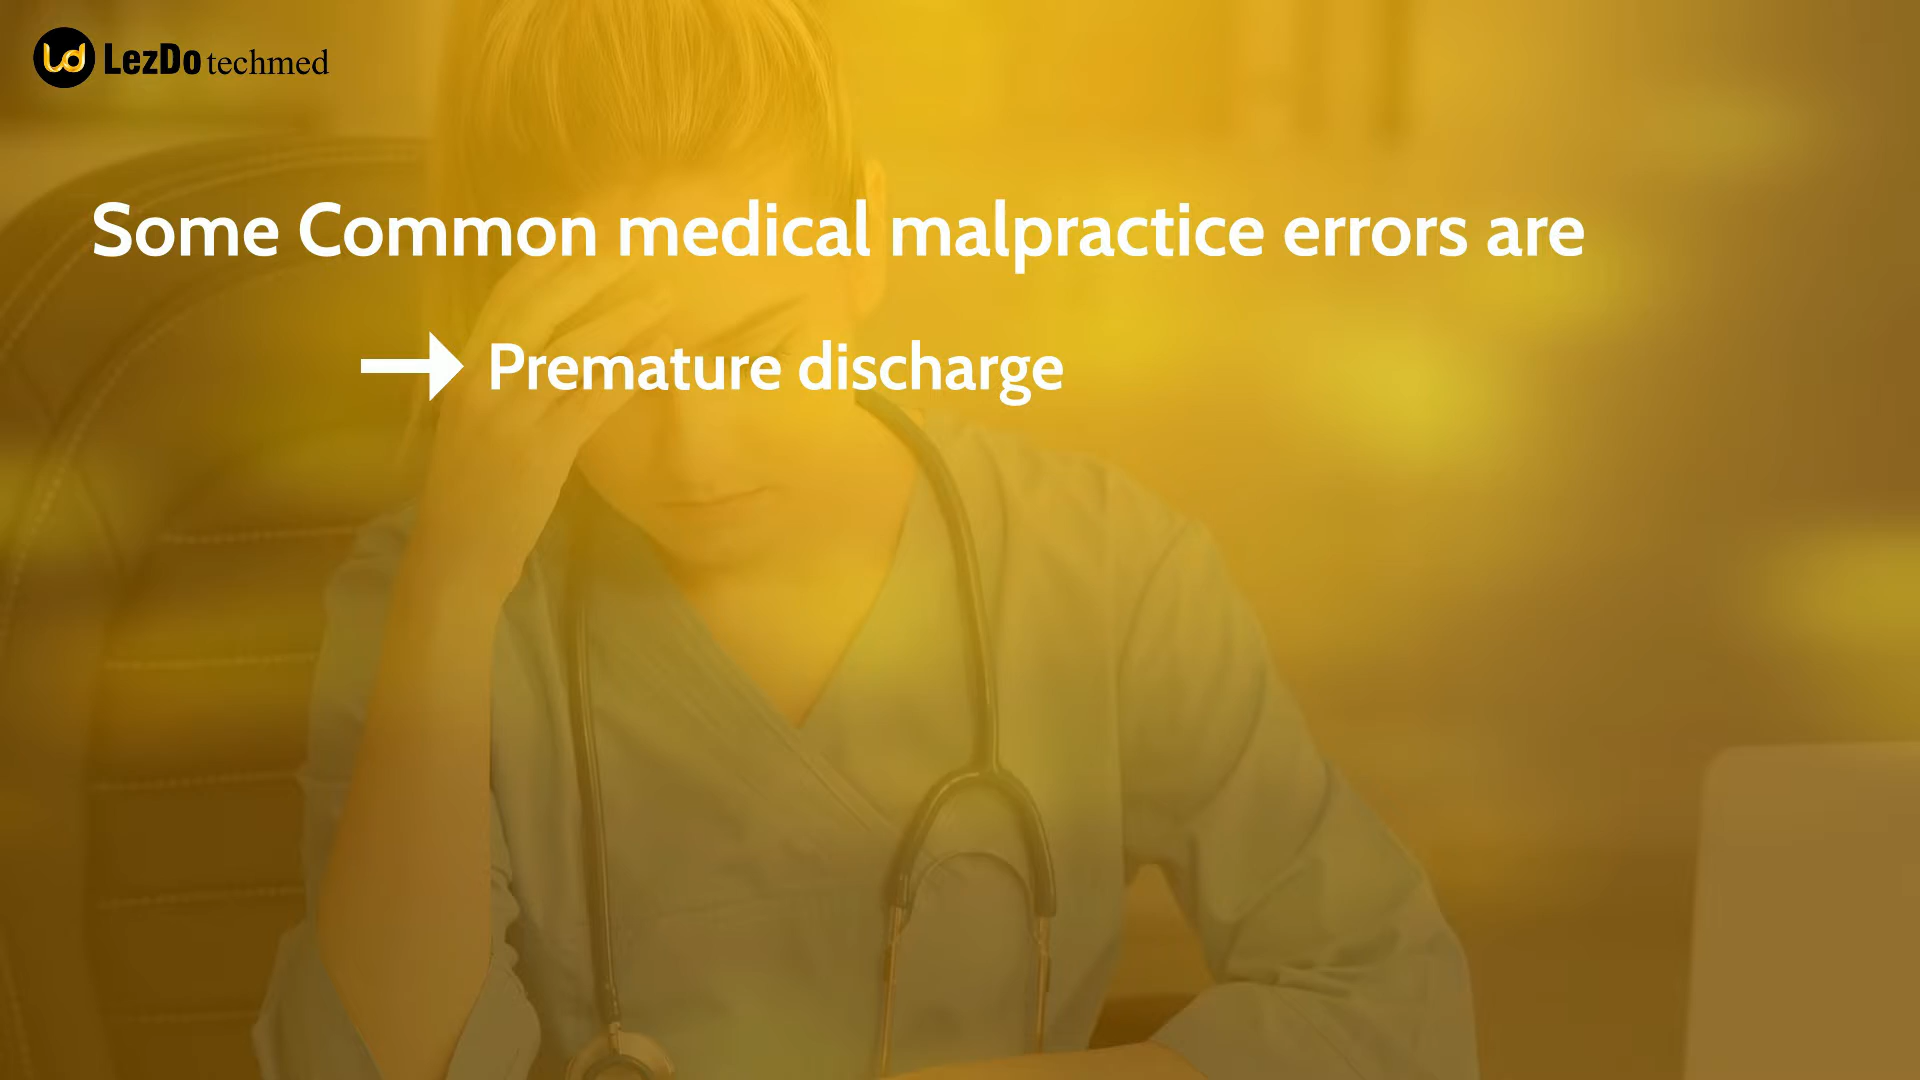 LezDo techmed
Some Common medical malpractice errors are
Premature discharge